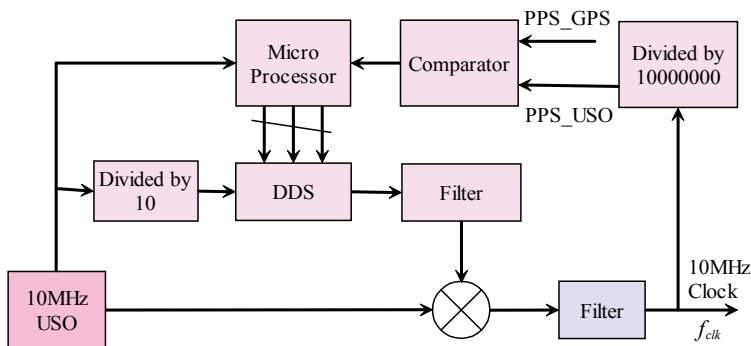 PPS_GPS
Micro
Processor
Comparator
Divided by
10000000
PPS_USO
Divided by
10
DDS
Filter
10MHz
USO
Filter
10MHz
Clock
fclk